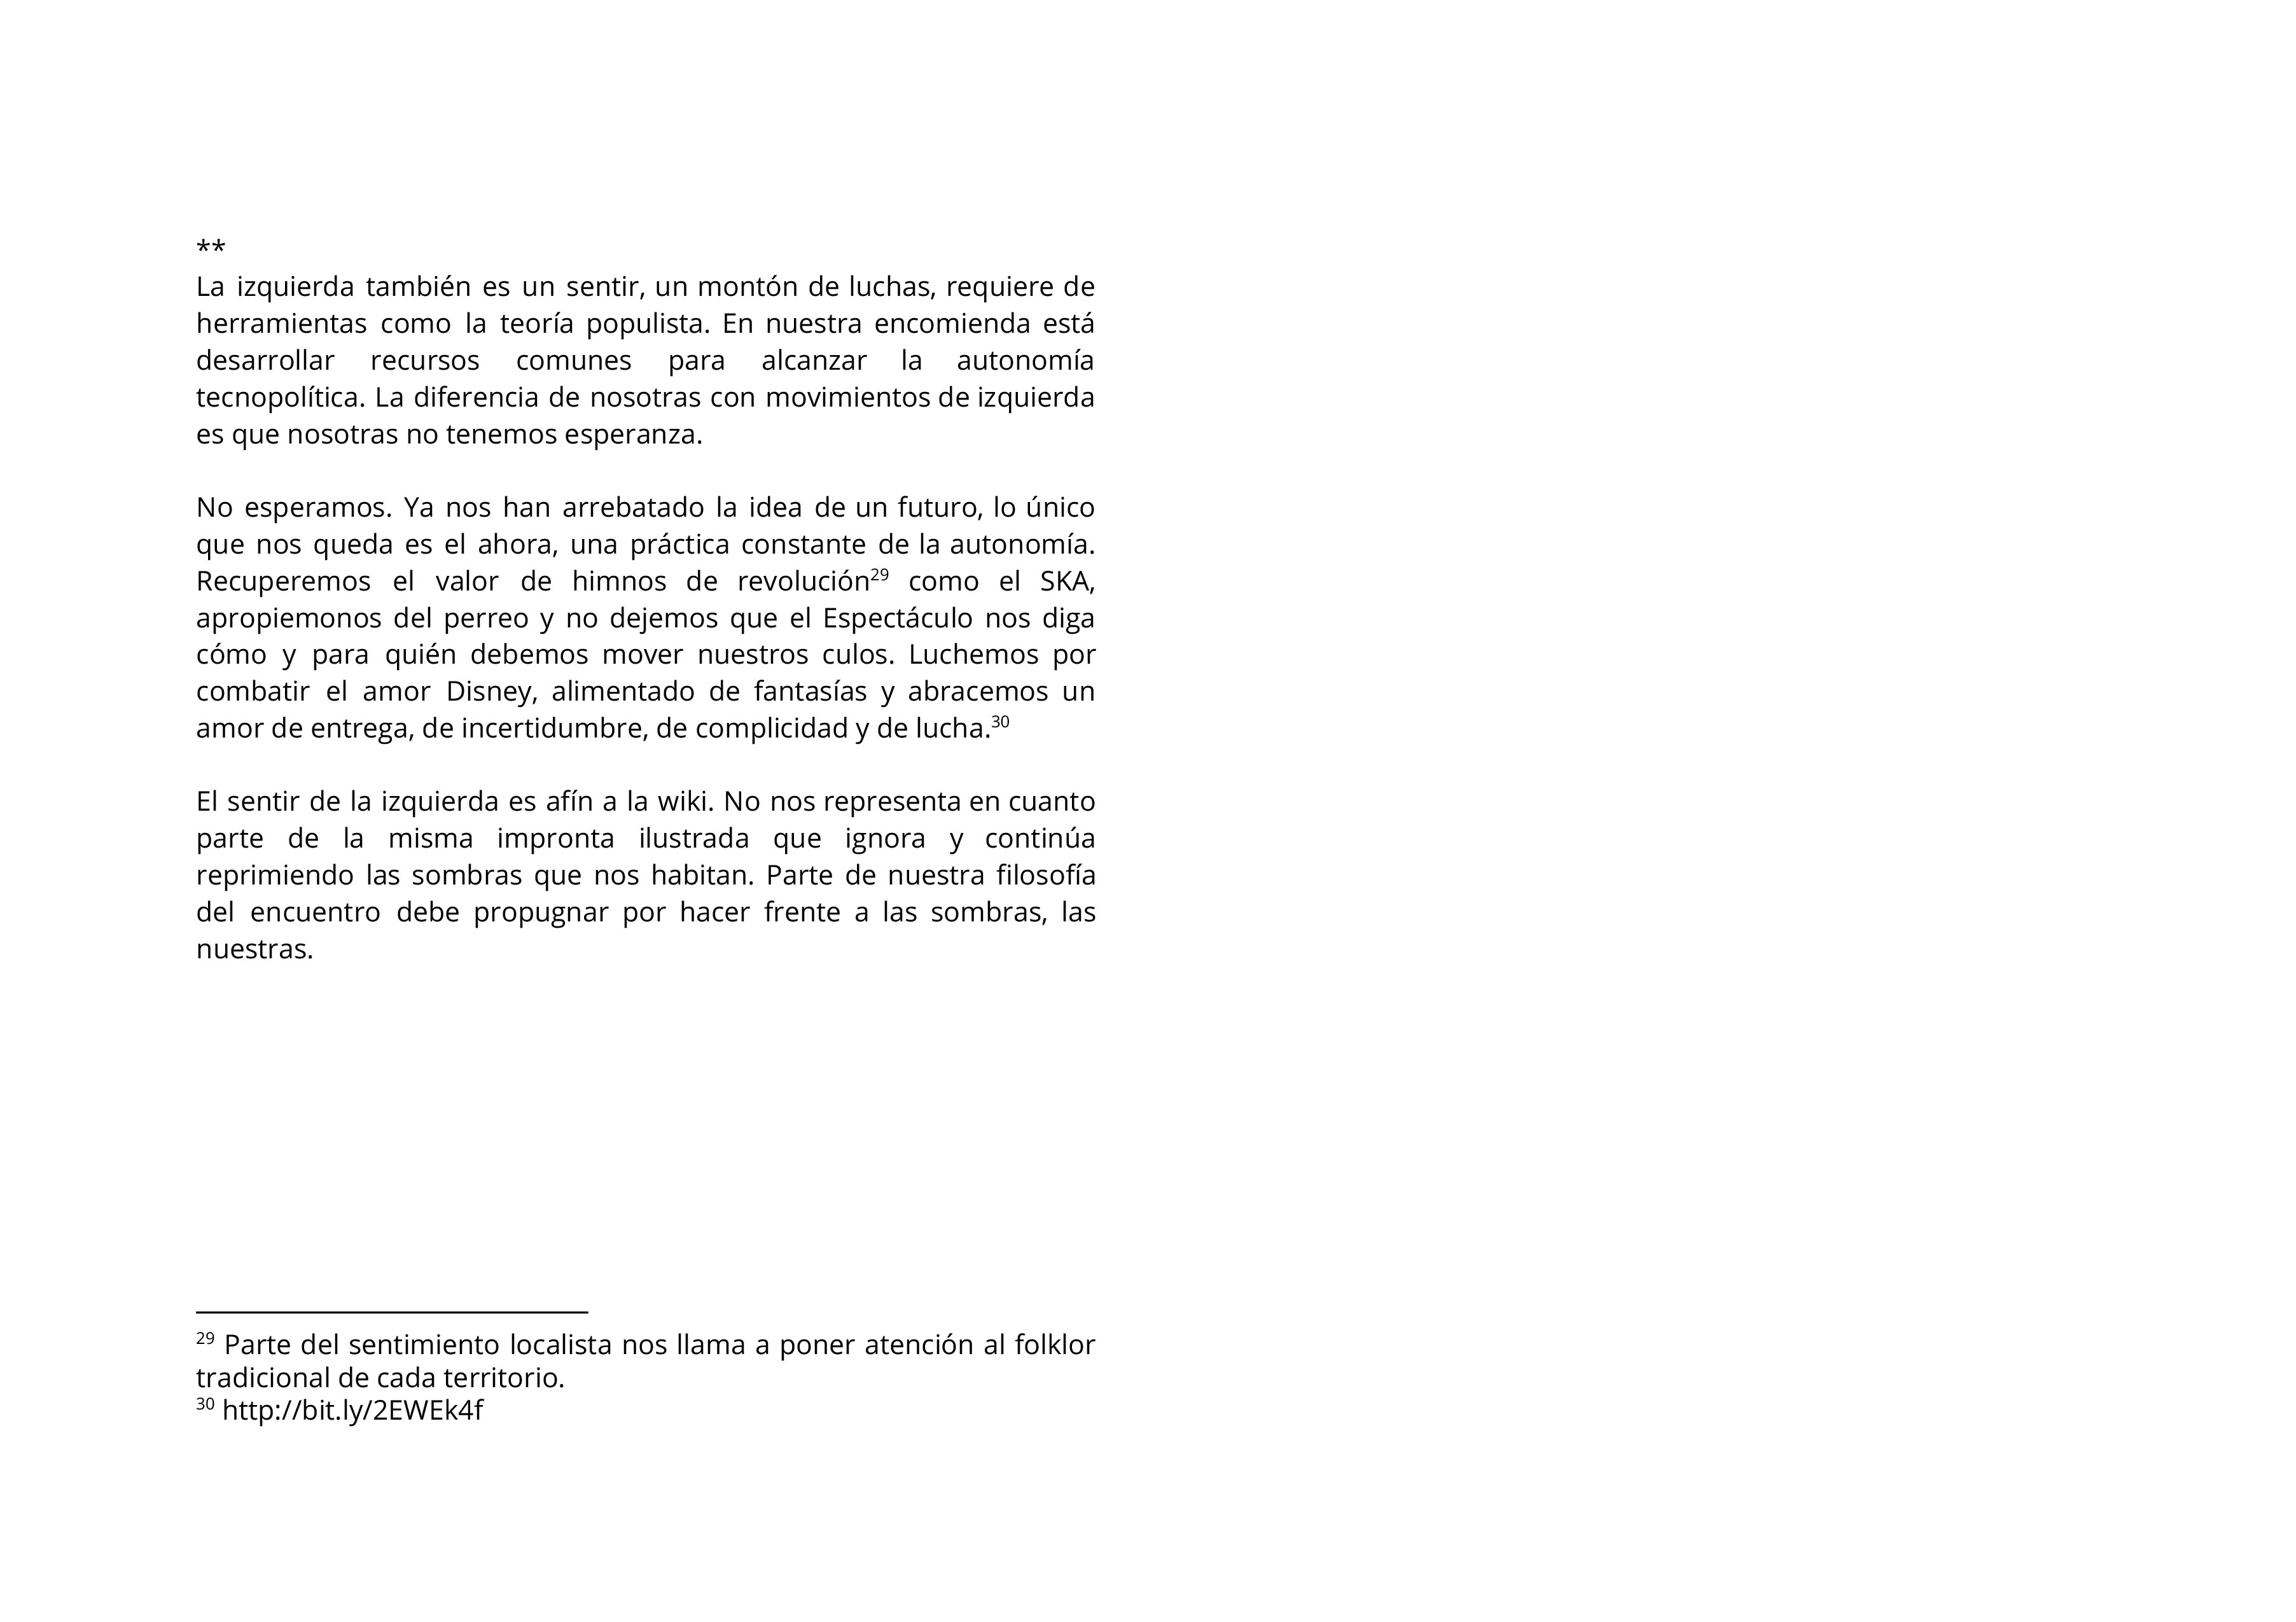 **
La izquierda también es un sentir, un montón de luchas, requiere de
herramientas como la teoría populista. En nuestra encomienda está
desarrollar recursos comunes para alcanzar la autonomía
tecnopolítica. La diferencia de nosotras con movimientos de izquierda
es que nosotras no tenemos esperanza.
No esperamos. Ya nos han arrebatado la idea de un futuro, lo único
que nos queda es el ahora, una práctica constante de la autonomía.
Recuperemos el valor de himnos de revolución29 como el SKA,
apropiemonos del perreo y no dejemos que el Espectáculo nos diga
cómo y para quién debemos mover nuestros culos. Luchemos por
combatir el amor Disney, alimentado de fantasías y abracemos un
amor de entrega, de incertidumbre, de complicidad y de lucha.30
El sentir de la izquierda es afín a la wiki. No nos representa en cuanto
parte de la misma impronta ilustrada que ignora y continúa
reprimiendo las sombras que nos habitan. Parte de nuestra filosofía
del encuentro debe propugnar por hacer frente a las sombras, las
nuestras.
29 Parte del sentimiento localista nos llama a poner atención al folklor
tradicional de cada territorio.
30 http://bit.ly/2EWEk4f